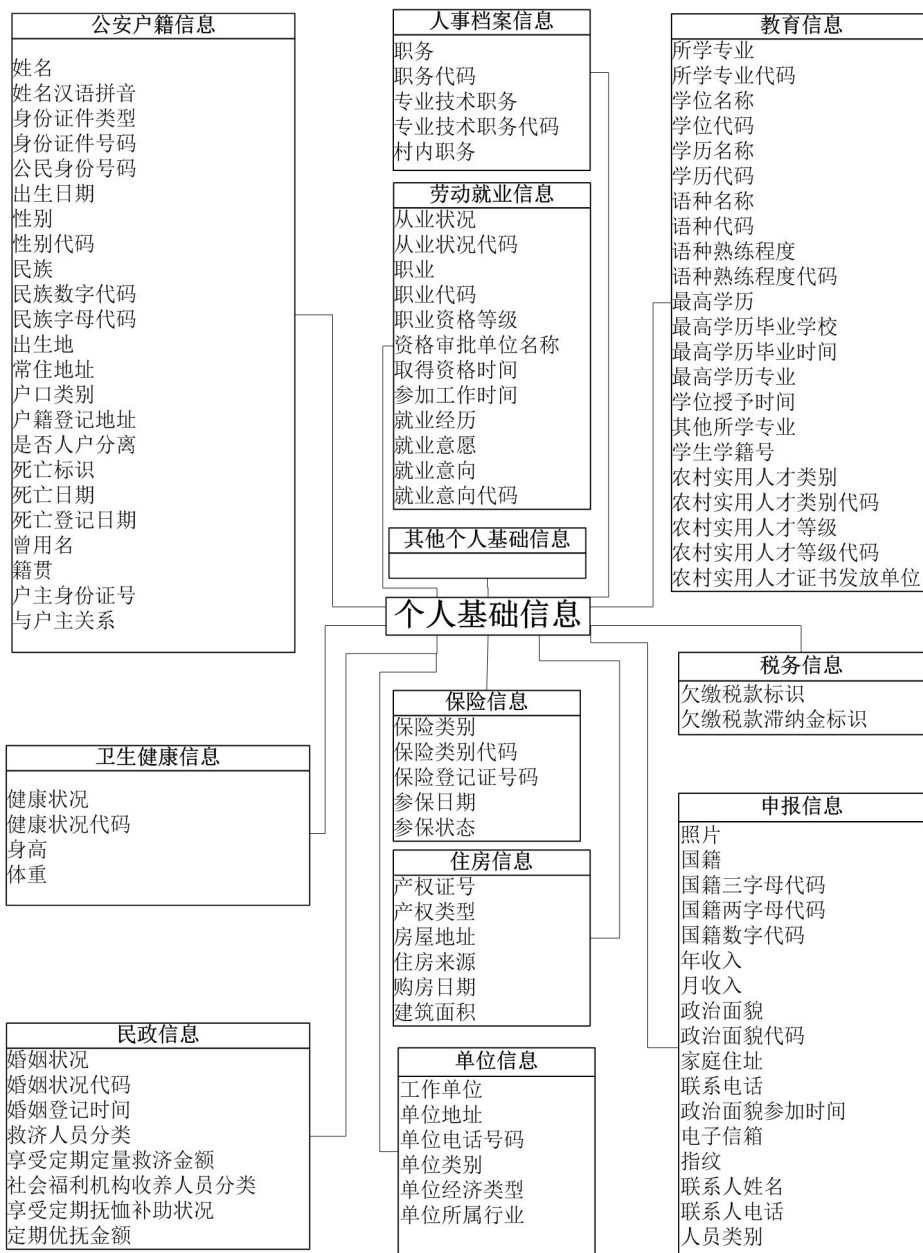 公安户籍信息
姓名
姓名汉语拼音
身份证件类型
身份证件号码
公民身份号码
出生日期
性别
性别代码
民族
民族数字代码
民族字母代码
出生地
常住地址
户口类别
户籍登记地址
是否人户分离
死亡标识
死亡日期
死亡登记日期
曾用名
籍贯
户主身份证号
与户主关系
人事档案信息
职务
职务代码
专业技术职务
专业技术职务代码
村内职务
劳动就业信息
从业状况
从业状况代码
职业
职业代码
职业资格等级
资格审批单位名称
取得资格时间
参加工作时间
就业经历
就业意愿
就业意向
就业意向代码
其他个人基础信息
个人基础信息
教育信息
所学专业
所学专业代码
学位名称
学位代码
学历名称
学历代码
语种名称
语种代码
语种熟练程度
语种熟练程度代码
最高学历
最高学历毕业学校
最高学历毕业时间
最高学历专业
学位授予时间
其他所学专业
学生学籍号
农村实用人才类别
农村实用人才类别代码
农村实用人才等级
农村实用人才等级代码
农村实用人才证书发放单位
税务信息
欠缴税款标识
欠缴税款滞纳金标识
卫生健康信息
健康状况
健康状况代码
身高
体重
民政信息
婚姻状况
婚姻状况代码
婚姻登记时间
救济人员分类
享受定期定量救济金额
社会福利机构收养人员分类
享受定期抚恤补助状况
定期优抚金额
保险信息
保险类别
保险类别代码
保险登记证号码
参保日期
参保状态
住房信息
产权证号
产权类型
房屋地址
住房来源
购房日期
建筑面积
单位信息
工作单位
单位地址
单位电话号码
单位类别
单位经济类型
单位所属行业
申报信息
照片
国籍
国籍三字母代码
国籍两字母代码
国籍数字代码
年收入
月收入
政治面貌
政治面貌代码
家庭住址
联系电话
政治面貌参加时间
电子信箱
指纹
联系人姓名
联系人电话
人员类别